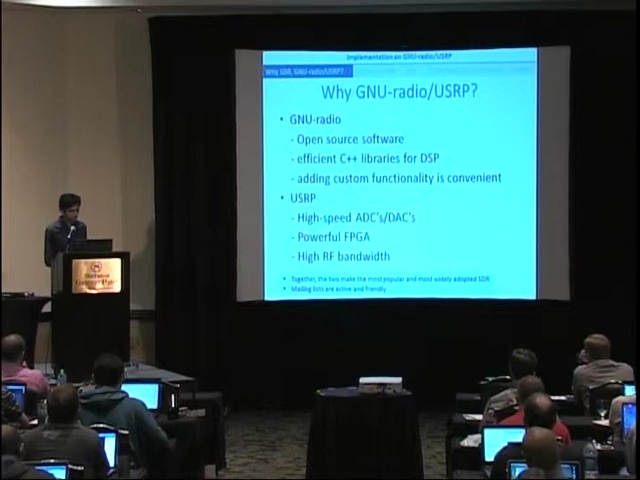 Implementation on GNU-radio/USRP
Why SDR, GNU-radio/USRP?
Why GNU-radio/USRP?
• GNU-radio
- Open source software
- efficient C++ libraries for DSP
- adding custom functionality is convenient
• USRP
- High-speed ADC's/DAC's
- Powerful FPGA
- High RF bandwidth
• Together, the two make the most popular and most widely adopted SDR
• Mailing lists are active and friendly
Sheraton